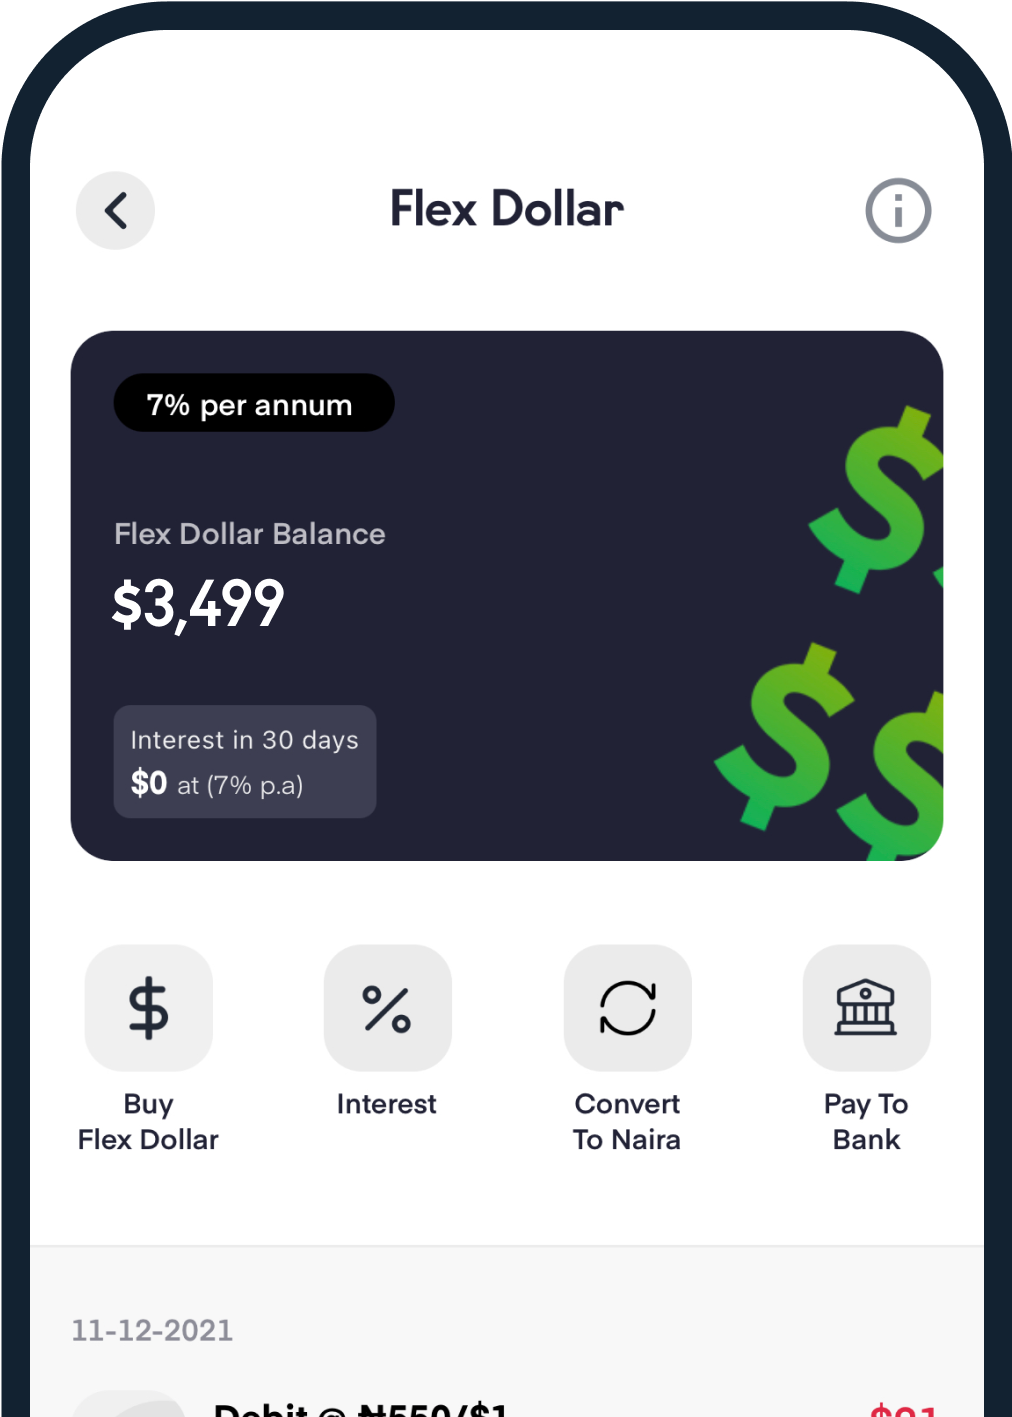 Flex Dollar
7% per annum
Flex Dollar Balance
$3,499
Interest in 30 days
$0 at (7% p.a)
Buy
Flex Dollar
Interest
Convert
To Naira
Pay To
Bank
11-12-2021
Debit @ ₦550/$1
$21